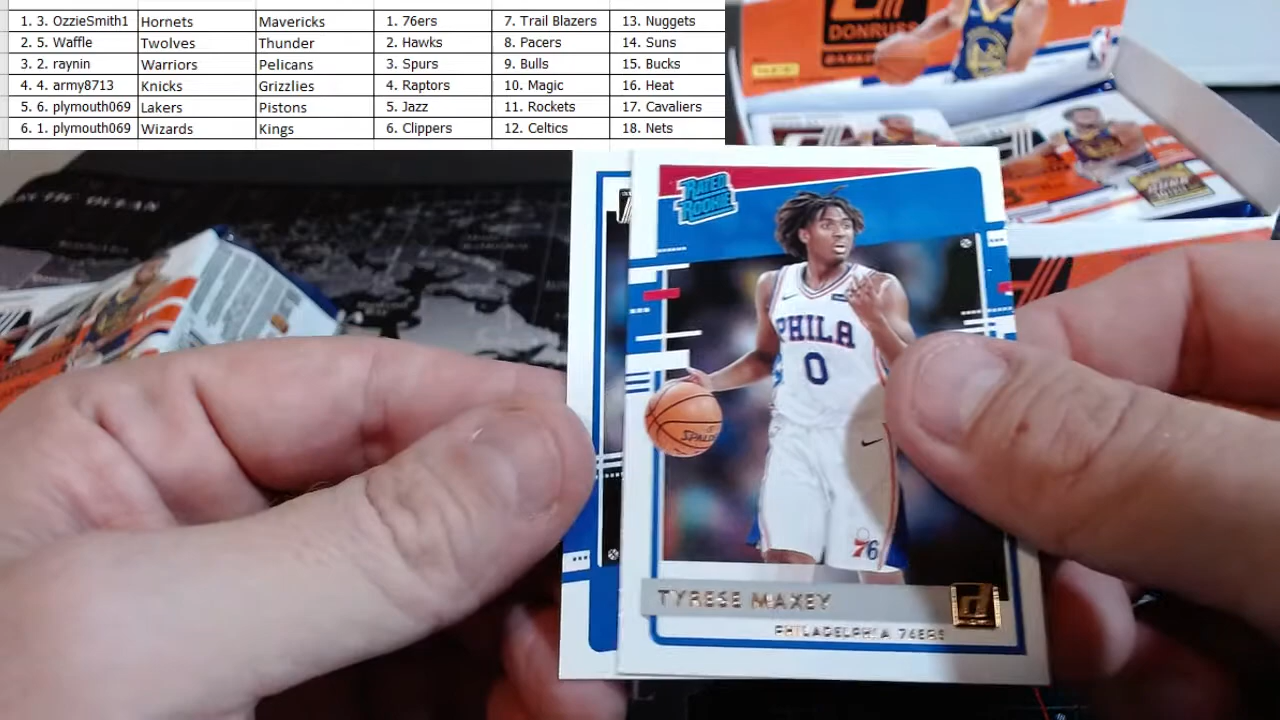 1. 3. OzzieSmith1 Hornets Mavericks 1. 76ers 7. Trail Blazers 13. Nuggets
2. 5. Waffle Twolves Thunder 2. Hawks 8. Pacers 14. Suns
3. 2. raynin Warriors Pelicans 3. Spurs 9. Bulls 15. Bucks
4. 4. army8713 Knicks Grizzlies 4. Raptors 10. Magic 16. Heat
5. 6. plymouth069 Lakers Pistons 5. Jazz 11. Rockets 17. Cavaliers
6. 1. plymouth069 Wizards Kings 6. Clippers 12. Celtics 18. Nets
DONRUSS
RATED
ROOKIE
PHILA
0
SPALDING
76
TYRESE MAXEY
PHILADELPHIA 76ERS